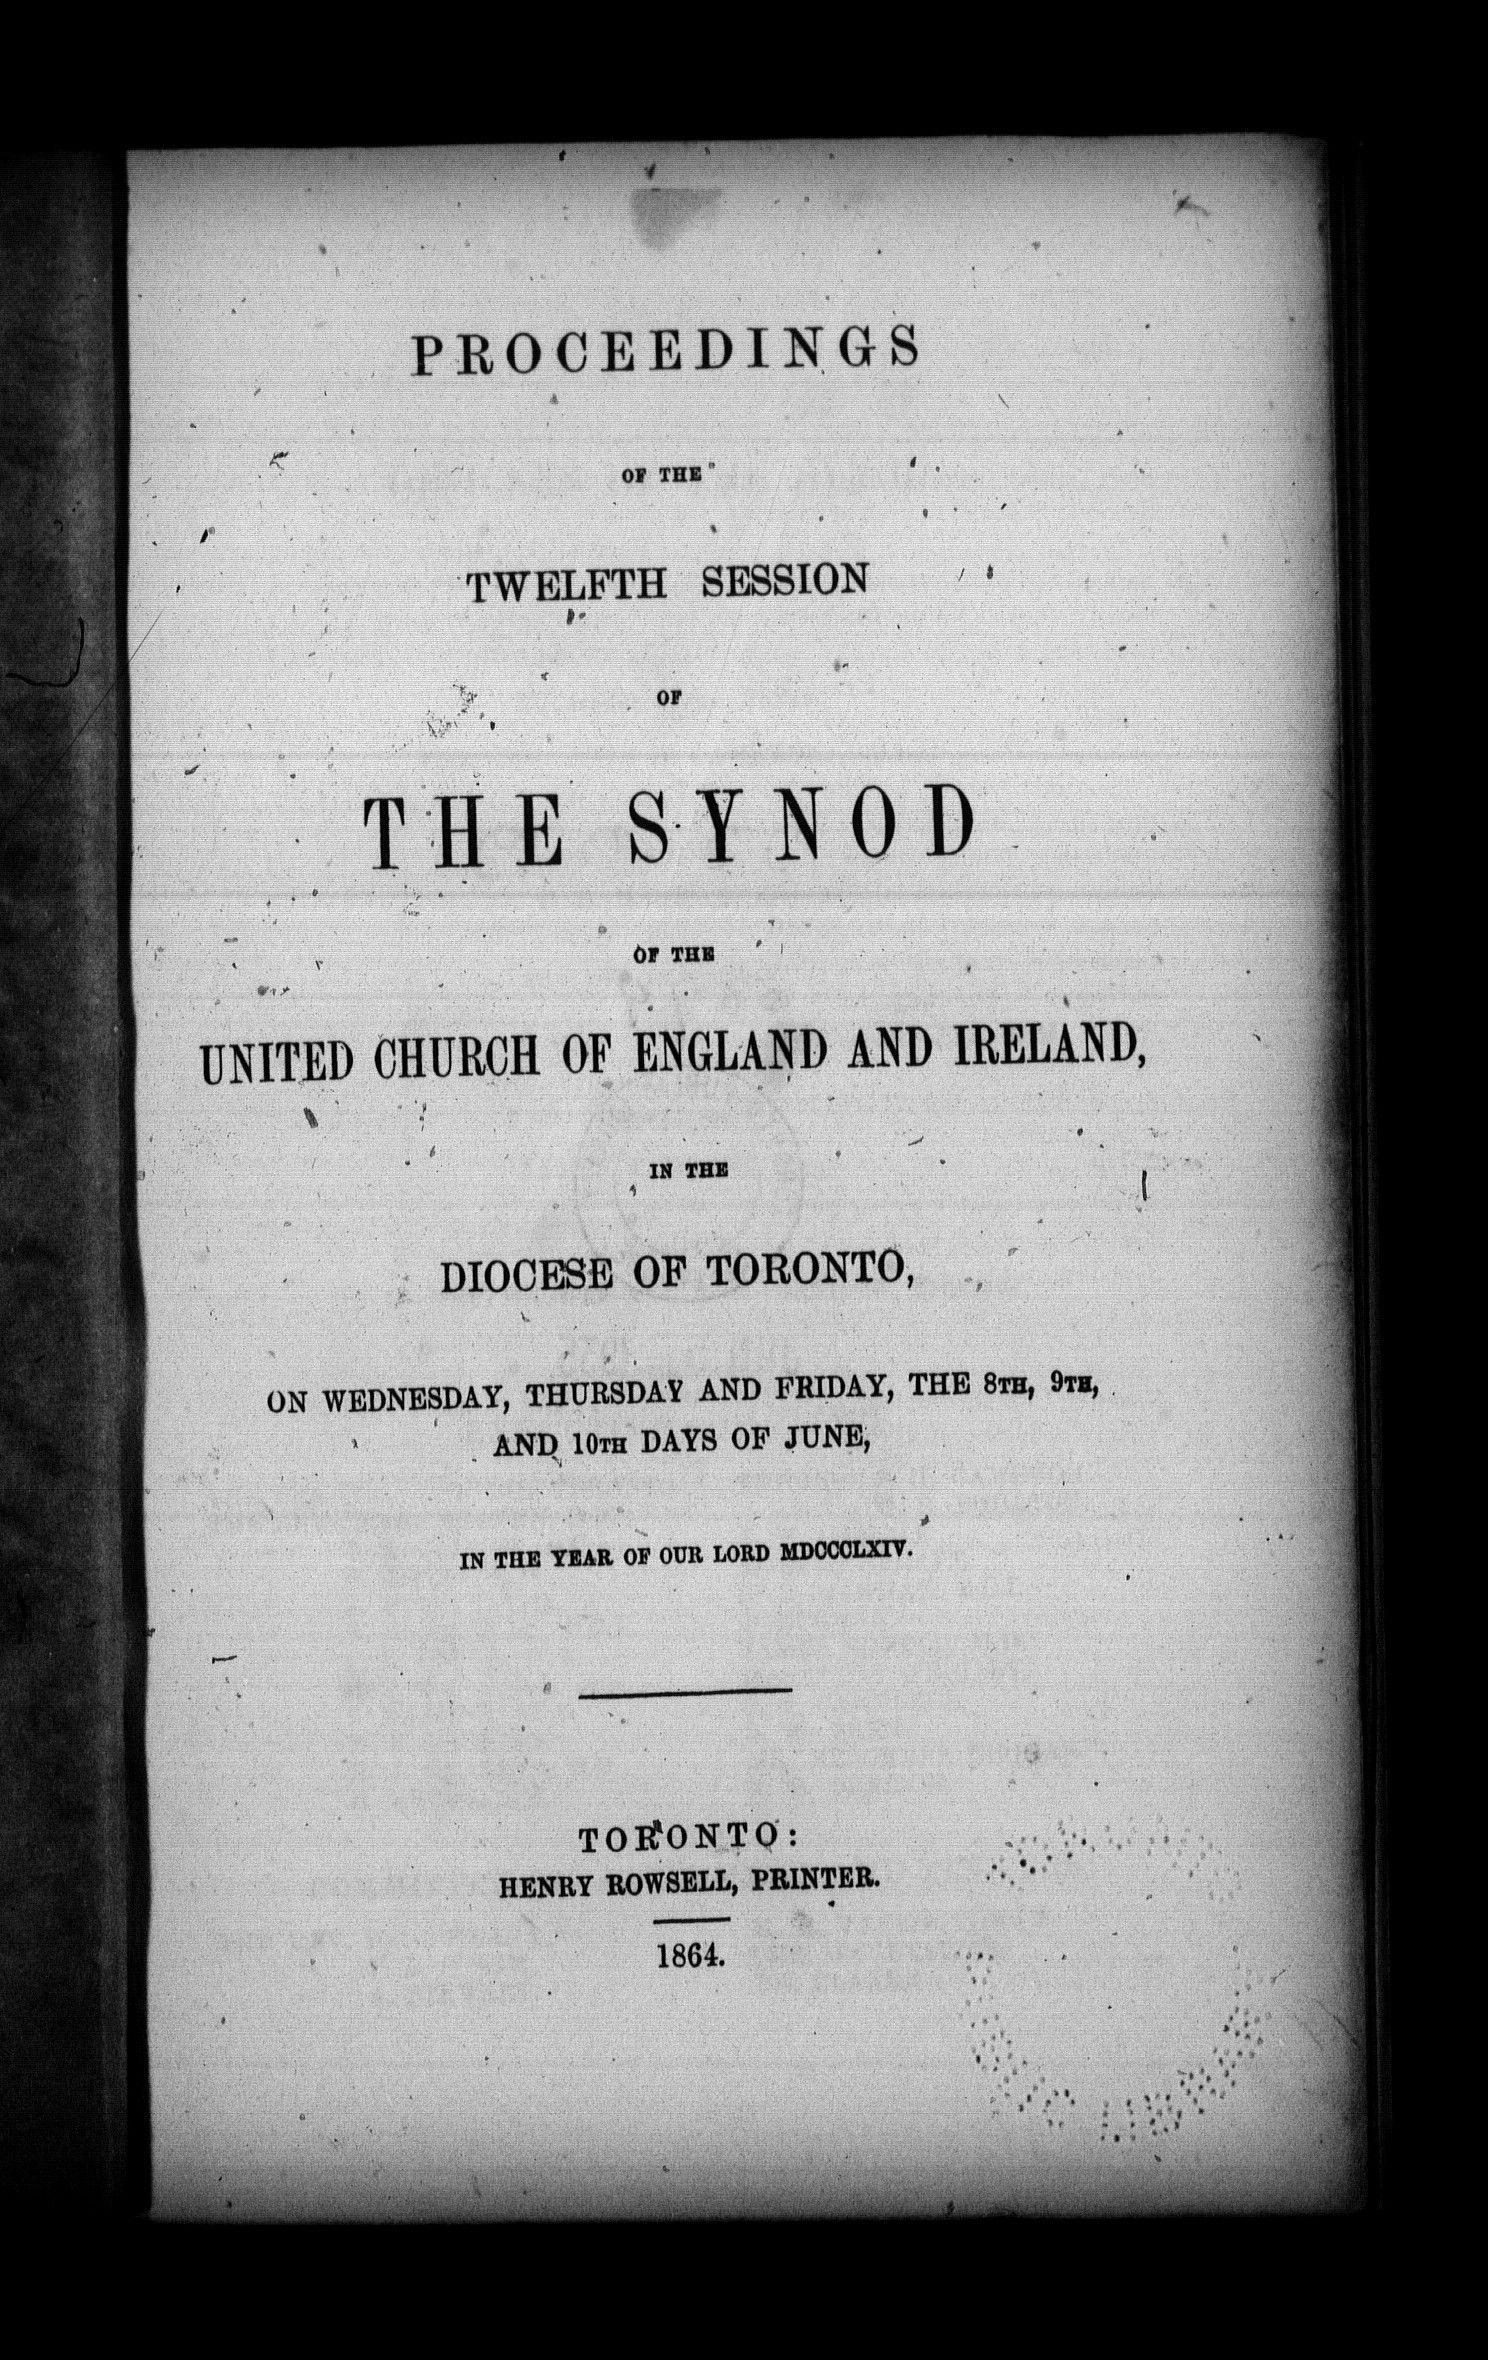 PROCEEDINGS
OF THE
TWELFTH SESSION
OF
THE SYNOD
OF THE
UNITED CHURCH OF ENGLAND AND IRELAND,
IN THE
DIOCESE OF TORONTO,
ON WEDNESDAY, THURSDAY AND FRIDAY, THE 8TH, 9TH,
AND 10TH DAYS OF JUNE,
IN THE YEAR OF OUR LORD MDCCCLXIV.
TORONTO:
HENRY ROWSELL, PRINTER.
1864.